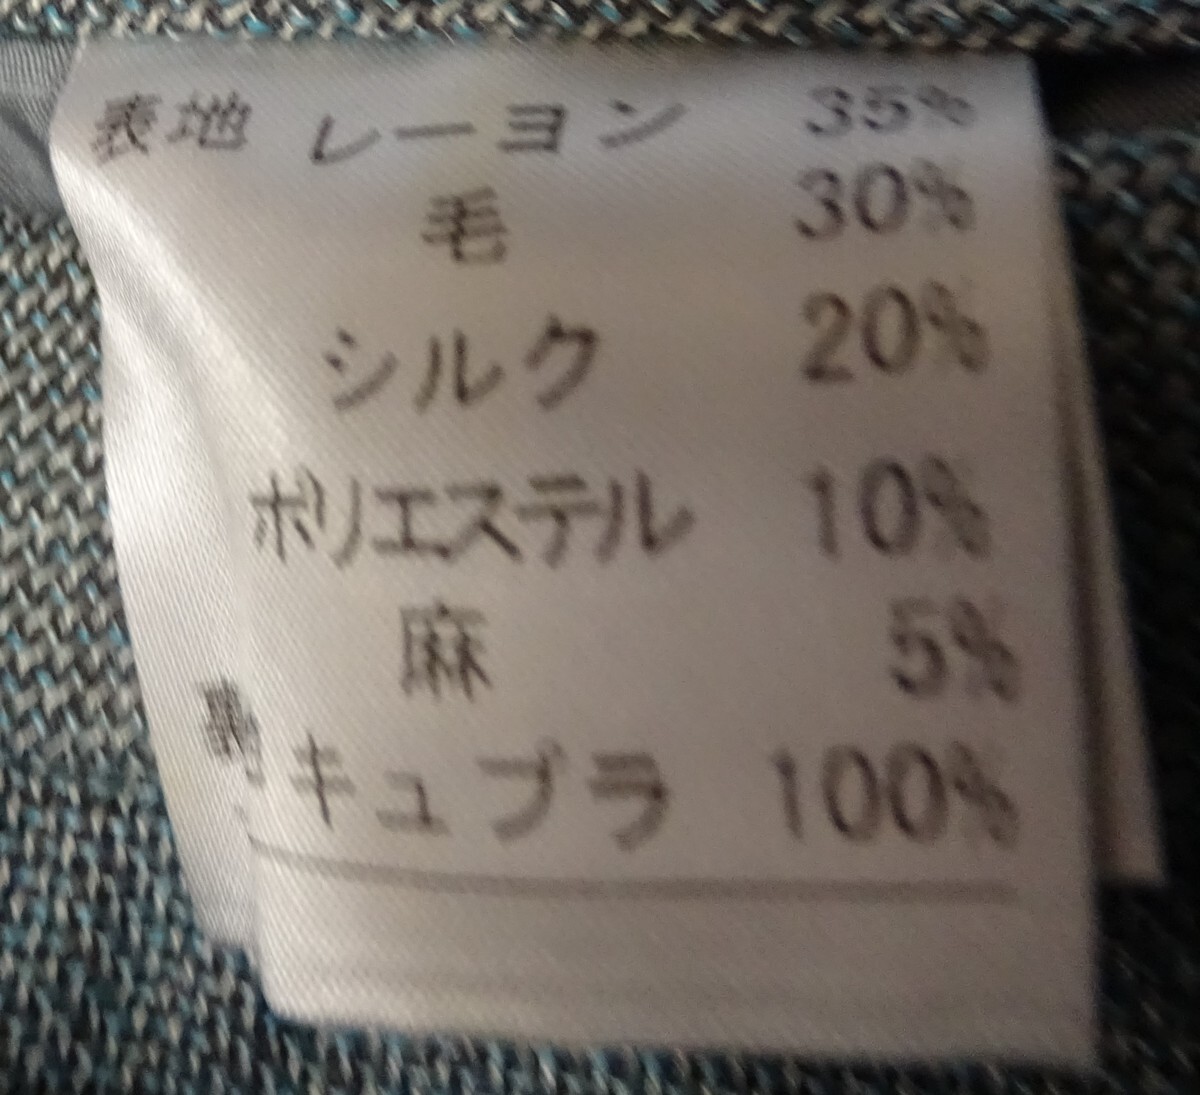 表地 レーヨン 35%
毛 30%
シルク 20%
ポリエステル 10%
麻 5%
キュプラ 100%